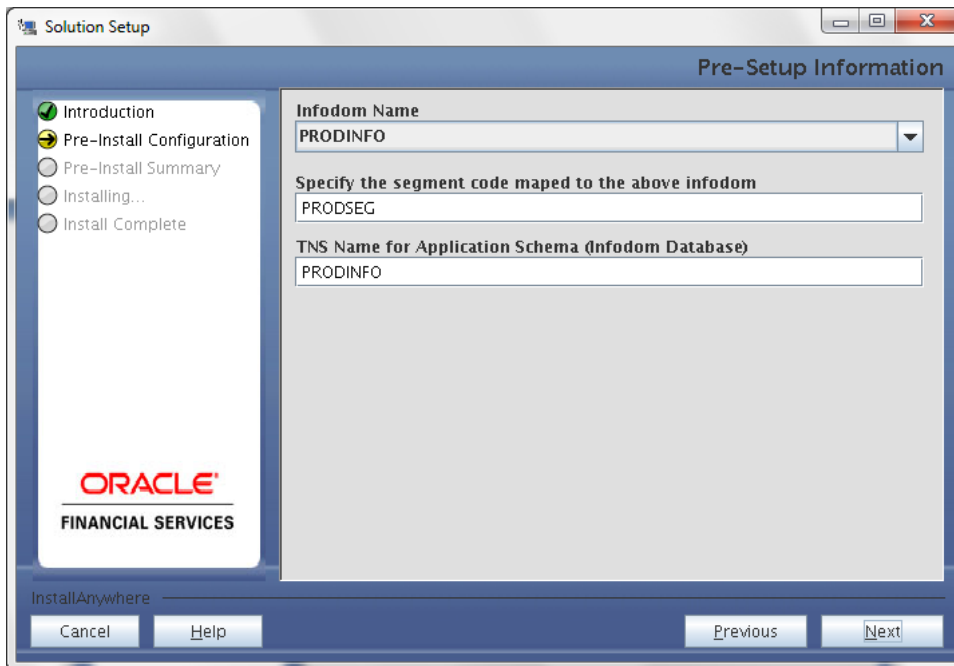 Solution Setup
Pre-Setup Information
Introduction
Pre-Install Configuration
Pre-Install Summary
Installing...
Install Complete
ORACLE®
FINANCIAL SERVICES
Infodom Name
PRODINFO
Specify the segment code maped to the above infodom
PRODSEG
TNS Name for Application Schema (Infodom Database)
PRODINFO
InstallAnywhere
Cancel
Help
Previous
Next